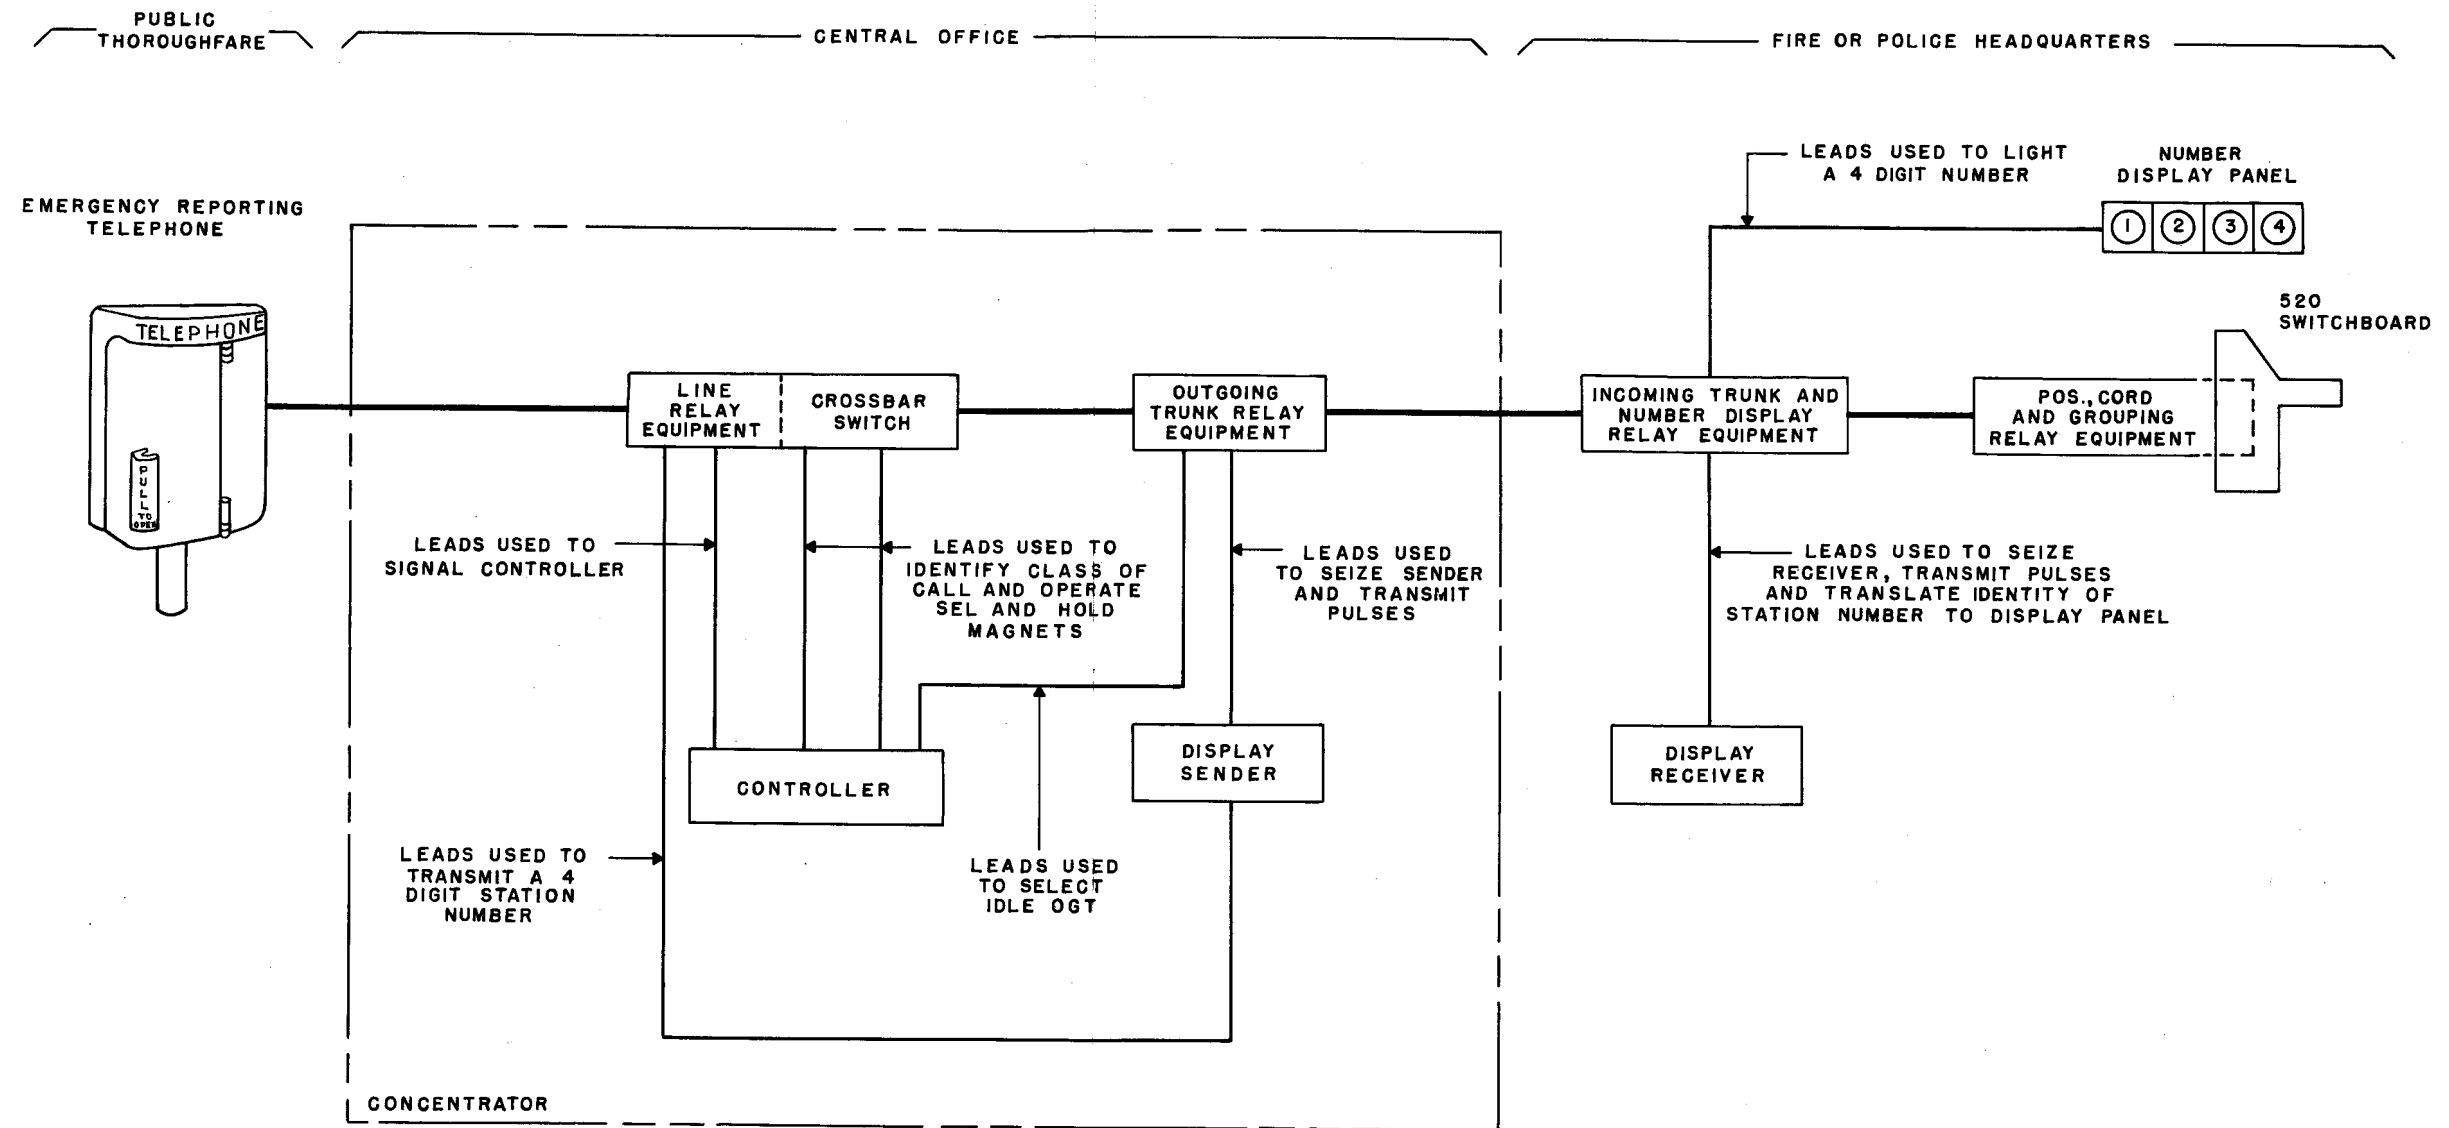 PUBLIC
THOROUGHFARE
CENTRAL OFFICE
FIRE OR POLICE HEADQUARTERS
EMERGENCY REPORTING
TELEPHONE
TELEPHONE
PULL
TO
OPEN
LINE
RELAY
EQUIPMENT
CROSSBAR
SWITCH
OUTGOING
TRUNK RELAY
EQUIPMENT
LEADS USED TO
SIGNAL CONTROLLER
LEADS USED TO
IDENTIFY CLASS OF
CALL AND OPERATE
SEL AND HOLD
MAGNETS
LEADS USED
TO SEIZE SENDER
AND TRANSMIT
PULSES
CONTROLLER
DISPLAY
SENDER
LEADS USED TO
TRANSMIT A 4
DIGIT STATION
NUMBER
LEADS USED
TO SELECT
IDLE OGT
CONCENTRATOR
LEADS USED TO LIGHT
A 4 DIGIT NUMBER
NUMBER
DISPLAY PANEL
1 2 3 4
520
SWITCHBOARD
INCOMING TRUNK AND
NUMBER DISPLAY
RELAY EQUIPMENT
POS., CORD
AND GROUPING
RELAY EQUIPMENT
LEADS USED TO SEIZE
RECEIVER, TRANSMIT PULSES
AND TRANSLATE IDENTITY OF
STATION NUMBER TO DISPLAY PANEL
DISPLAY
RECEIVER